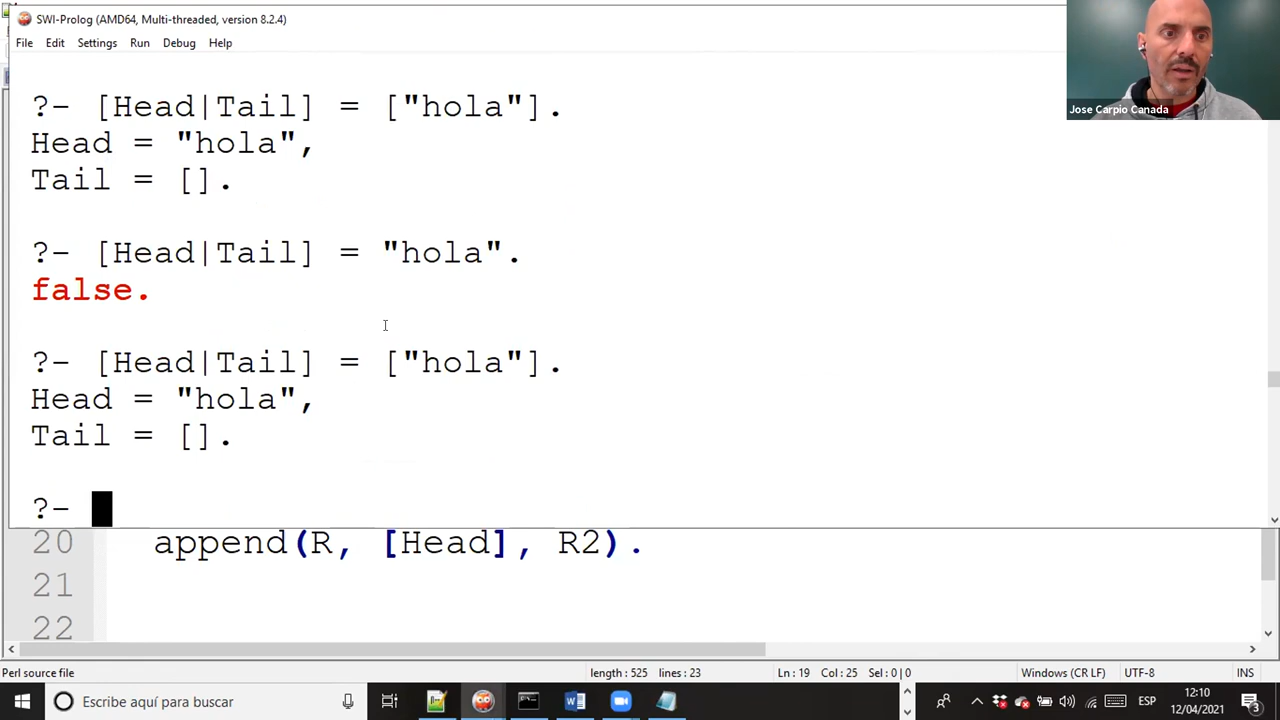 SWI-Prolog (AMD64, Multi-threaded, version 8.2.4)
File Edit Settings Run Debug Help
?- [Head|Tail] = ["hola"].
Head = "hola",
Tail = [].
?- [Head|Tail] = "hola".
false.
?- [Head|Tail] = ["hola"].
Head = "hola",
Tail = [].
?-
Jose Carpio Canada
20 append(R, [Head], R2).
21
22
Perl source file length : 525 lines : 23 Ln : 19 Col : 25 Sel : 0 | 0 Windows (CR LF) UTF-8 INS
Escribe aquí para buscar
ESP
12:10
12/04/2021
3